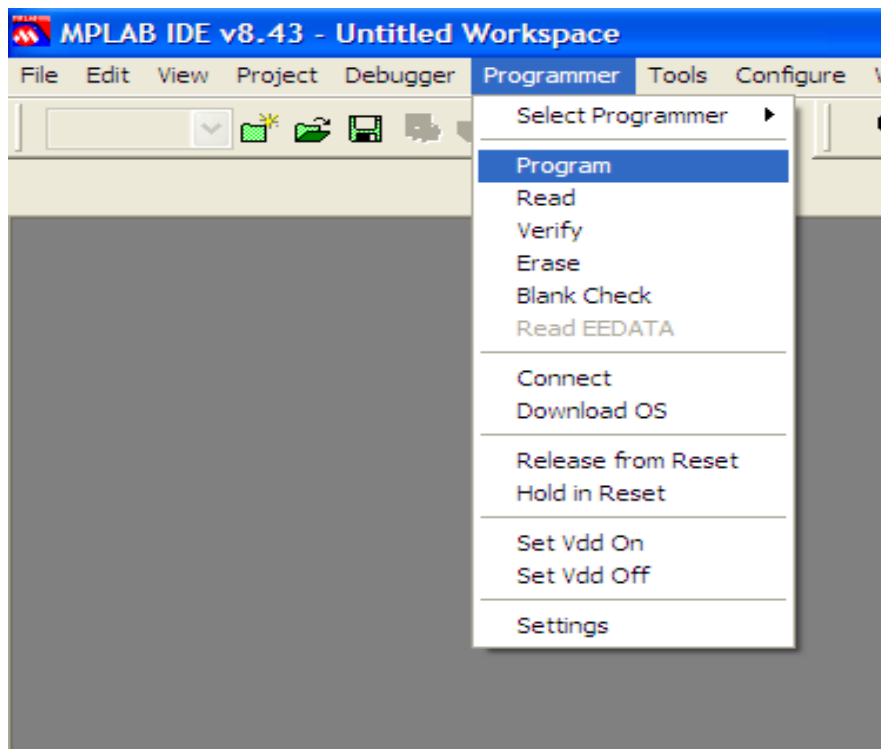 MPLAB IDE v8.43 - Untitled Workspace
File Edit View Project Debugger Programmer Tools Configure
Select Programmer
Program
Read
Verify
Erase
Blank Check
Read EEDATA
Connect
Download OS
Release from Reset
Hold in Reset
Set Vdd On
Set Vdd Off
Settings